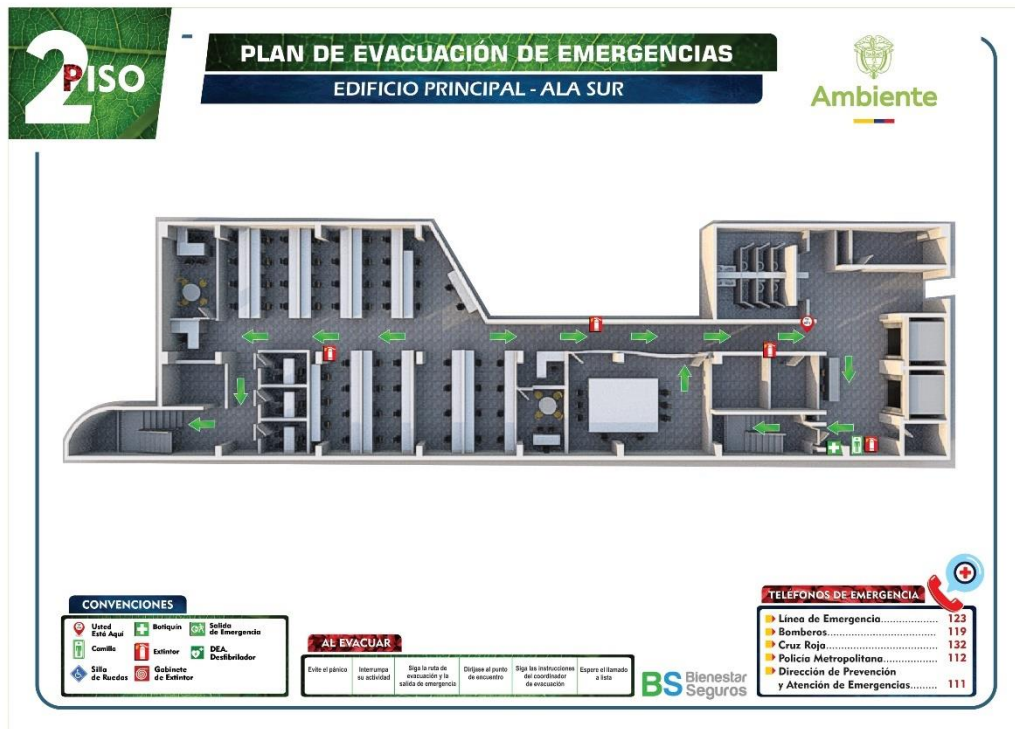 2 PISO
PLAN DE EVACUACIÓN DE EMERGENCIAS
EDIFICIO PRINCIPAL - ALA SUR
Ambiente
CONVENCIONES
Usted
Está Aquí
Botiquín
Salida
de Emergencia
Camilla
Extintor
DEA.
Desfibrilador
Silla
de Ruedas
Gabinete
de Extintor
AL EVACUAR
Evite el pánico
Interrumpa
su actividad
Siga la ruta de
evacuación y la
salida de emergencia
Diríjase al punto
de encuentro
Siga las instrucciones
del coordinador
de evacuación
Espere el llamado
a lista
BS Bienestar
Seguros
TELÉFONOS DE EMERGENCIA
Línea de Emergencia.................. 123
Bomberos................................ 119
Cruz Roja................................ 132
Policía Metropolitana................ 112
Dirección de Prevención
y Atención de Emergencias......... 111